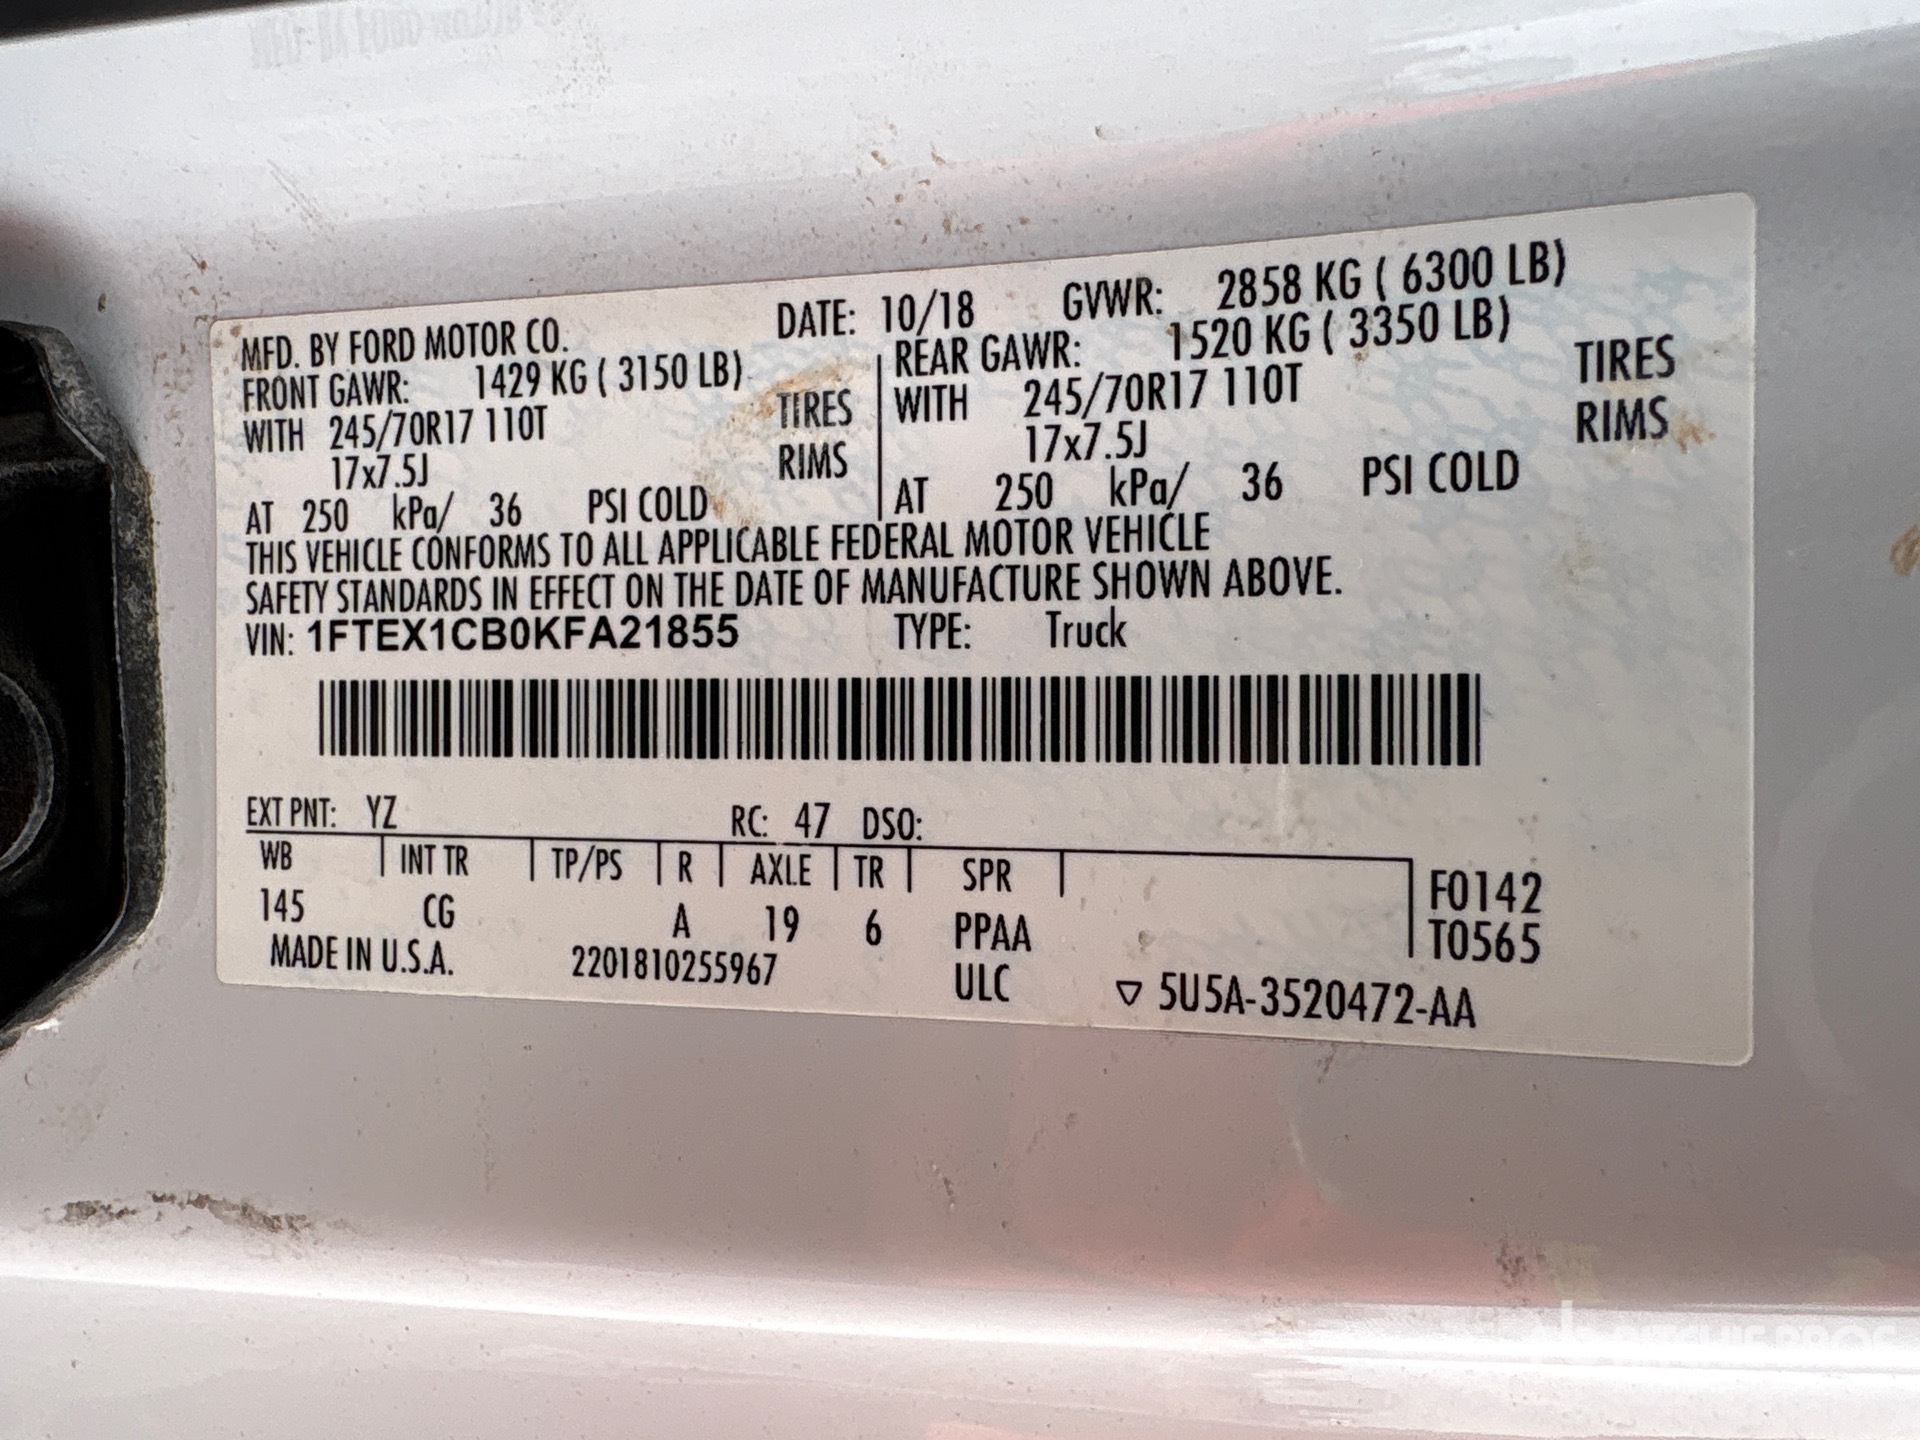 MFD. BY FORD MOTOR CO. DATE: 10/18 GVWR: 2858 KG ( 6300 LB)
FRONT GAWR: 1429 KG ( 3150 LB) REAR GAWR: 1520 KG ( 3350 LB)
WITH 245/70R17 110T TIRES WITH 245/70R17 110T TIRES
17x7.5J RIMS 17x7.5J RIMS
AT 250 kPa/ 36 PSI COLD AT 250 kPa/ 36 PSI COLD
THIS VEHICLE CONFORMS TO ALL APPLICABLE FEDERAL MOTOR VEHICLE
SAFETY STANDARDS IN EFFECT ON THE DATE OF MANUFACTURE SHOWN ABOVE.
VIN: 1FTEX1CB0KFA21855 TYPE: Truck
EXT PNT: YZ RC: 47 DSO:
WB INT TR TP/PS R AXLE TR SPR
145 CG A 19 6 PPAA F0142
T0565
MADE IN U.S.A. 2201810255967 ULC ▽ 5U5A-3520472-AA
RITCHIE BROS